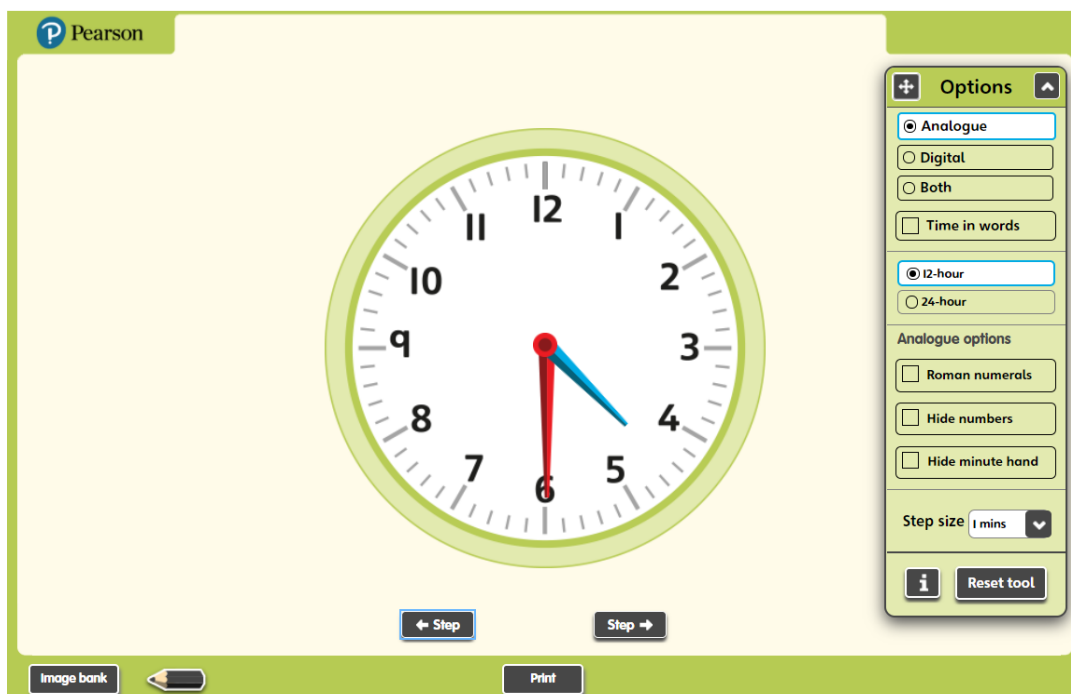 Pearson
Options
Analogue
Digital
Both
Time in words
12-hour
24-hour
Analogue options
Roman numerals
Hide numbers
Hide minute hand
Step size 1 mins
i Reset tool
12
11 1
10 2
9 3
8 4
7 5
6
← Step Step →
Image bank Print